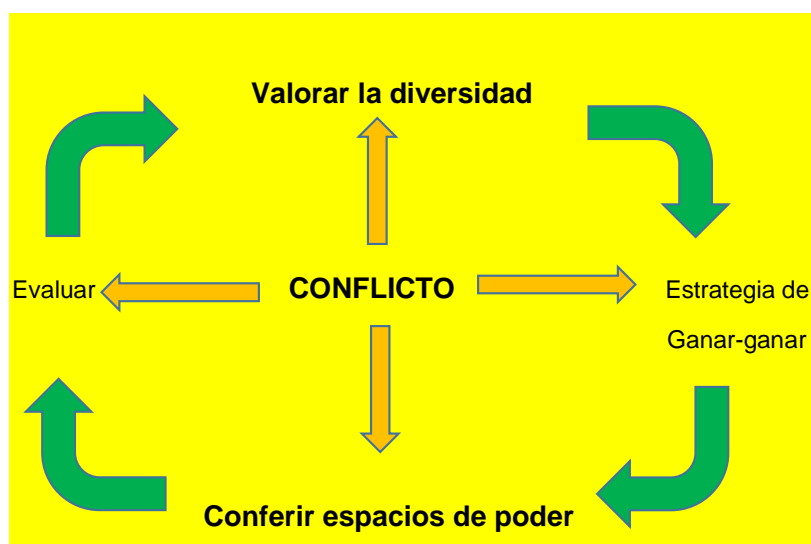 Valorar la diversidad
Evaluar
CONFLICTO
Estrategia de
Ganar-ganar
Conferir espacios de poder